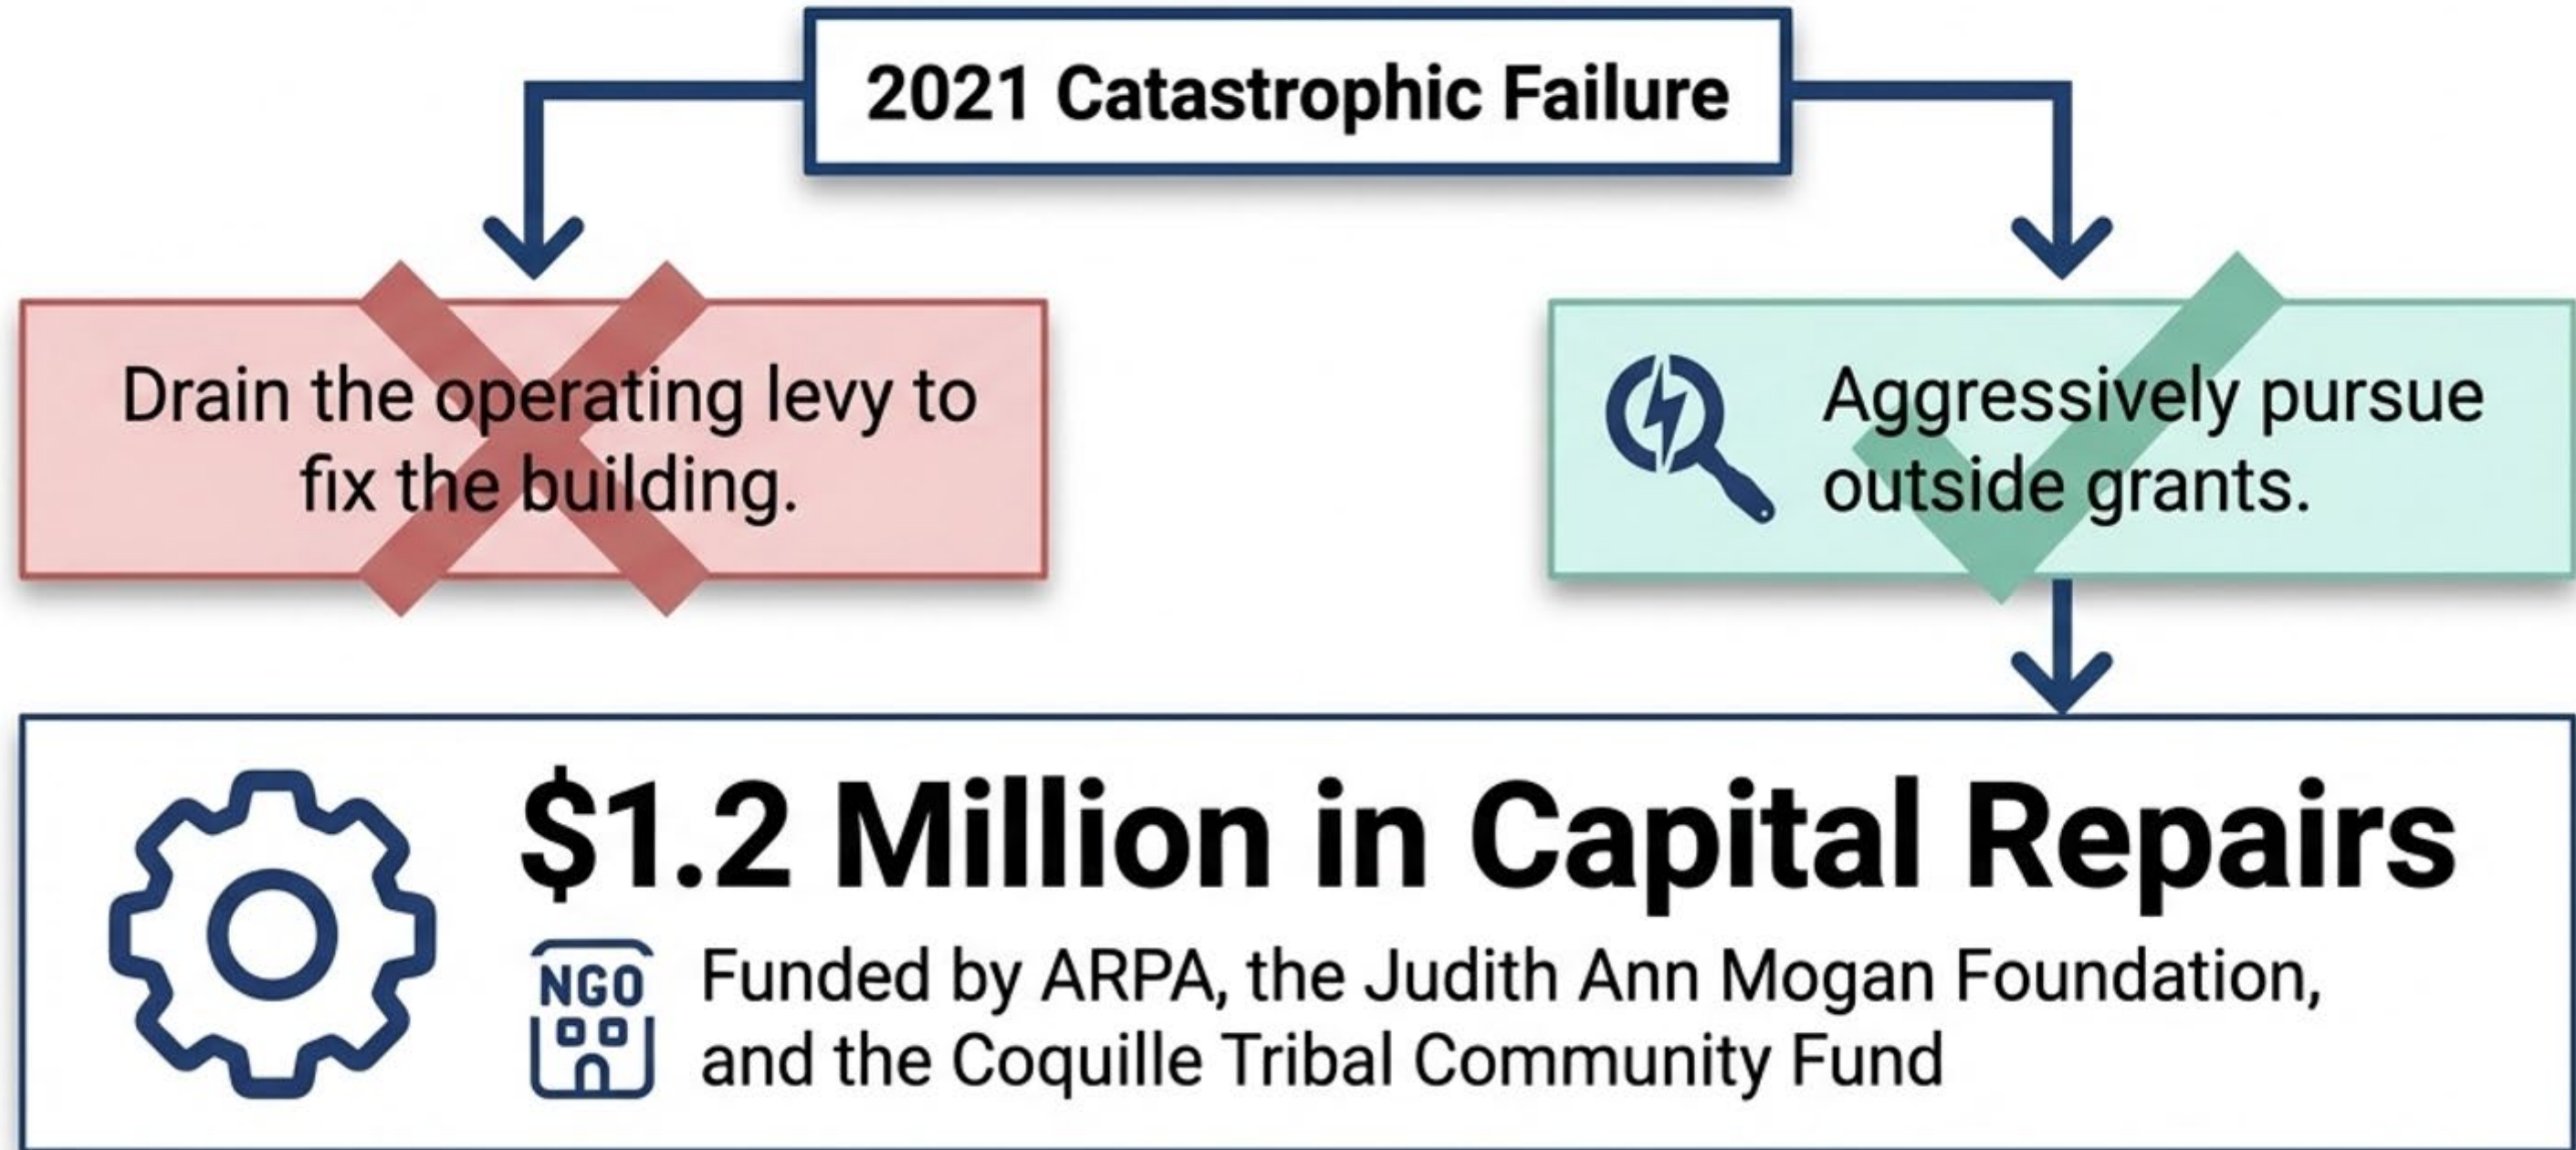 2021 Catastrophic Failure
Drain the operating levy to
fix the building.
Aggressively pursue
outside grants.
$1.2 Million in Capital Repairs
NGO
Funded by ARPA, the Judith Ann Mogan Foundation,
and the Coquille Tribal Community Fund